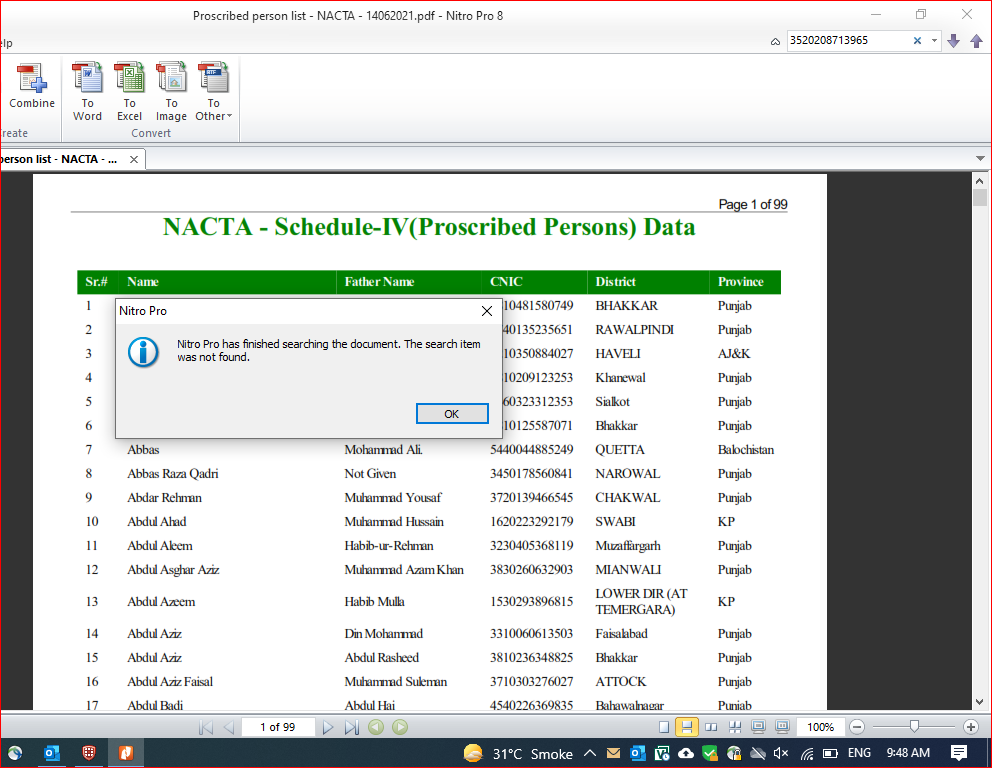 Proscribed person list - NACTA - 14062021.pdf - Nitro Pro 8
elp
3520208713965
Combine
To Word
To Excel
To Image
To Other
reate
Convert
person list - NACTA - ...
Page 1 of 99
NACTA - Schedule-IV(Proscribed Persons) Data
Sr.# Name Father Name CNIC District Province
1 10481580749 BHAKKAR Punjab
Nitro Pro
2 40135235651 RAWALPINDI Punjab
Nitro Pro has finished searching the document. The search item
was not found.
3 10350884027 HAVELI AJ&K
4 10209123253 Khanewal Punjab
5 60323312353 Sialkot Punjab
OK
6 10125587071 Bhakkar Punjab
7 Abbas Mohammad Ali. 5440044885249 QUETTA Balochistan
8 Abbas Raza Qadri Not Given 3450178560841 NAROWAL Punjab
9 Abdar Rehman Muhammad Yousaf 3720139466545 CHAKWAL Punjab
10 Abdul Ahad Muhammad Hussain 1620223292179 SWABI KP
11 Abdul Aleem Habib-ur-Rehman 3230405368119 Muzaffargarh Punjab
12 Abdul Asghar Aziz Muhammad Azam Khan 3830260632903 MIANWALI Punjab
13 Abdul Azeem Habib Mulla 1530293896815 LOWER DIR (AT
TEMERGARA) KP
14 Abdul Aziz Din Mohammad 3310060613503 Faisalabad Punjab
15 Abdul Aziz Abdul Rasheed 3810236348825 Bhakkar Punjab
16 Abdul Aziz Faisal Muhammad Suleman 3710303276027 ATTOCK Punjab
17 Abdul Badi Abdul Hai 4540226369835 Bahawalnagar Punjab
1 of 99
100%
31°C Smoke
ENG
9:48 AM